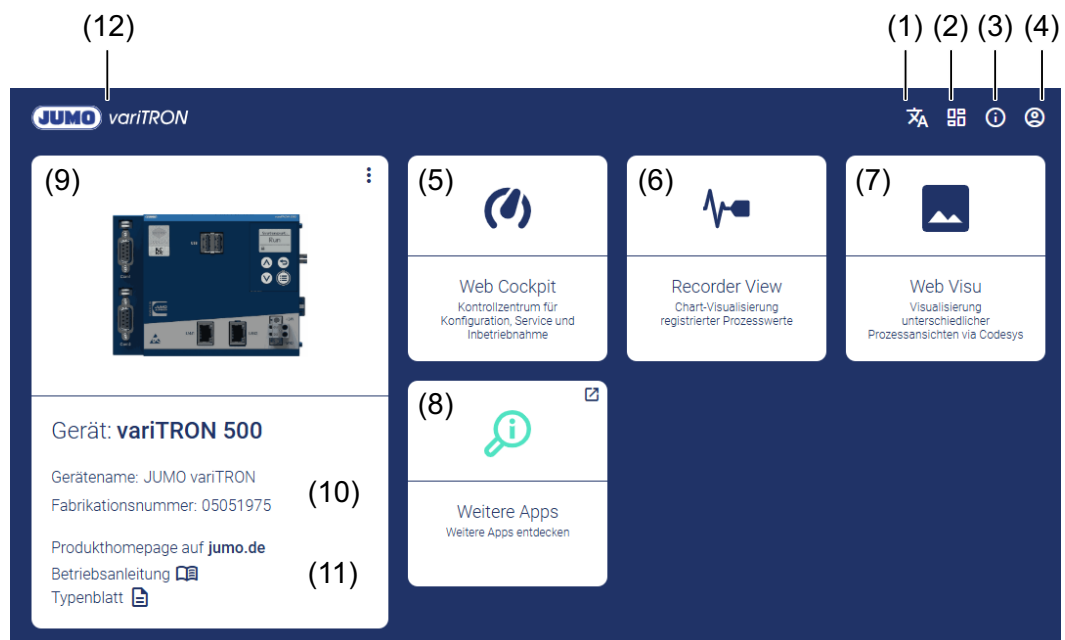 (12)
(1) (2) (3) (4)
JUMO variTRON
(9)
(5)
(6)
(7)
Run
Web Cockpit
Kontrollzentrum für
Konfiguration, Service und
Inbetriebnahme
Recorder View
Chart-Visualisierung
registrierter Prozesswerte
Web Visu
Visualisierung
unterschiedlicher
Prozessansichten via Codesys
(8)
Weitere Apps
Weitere Apps entdecken
Gerät: variTRON 500
Gerätename: JUMO variTRON
Fabrikationsnummer: 05051975
(10)
Produkthomepage auf jumo.de
Betriebsanleitung
Typenblatt
(11)